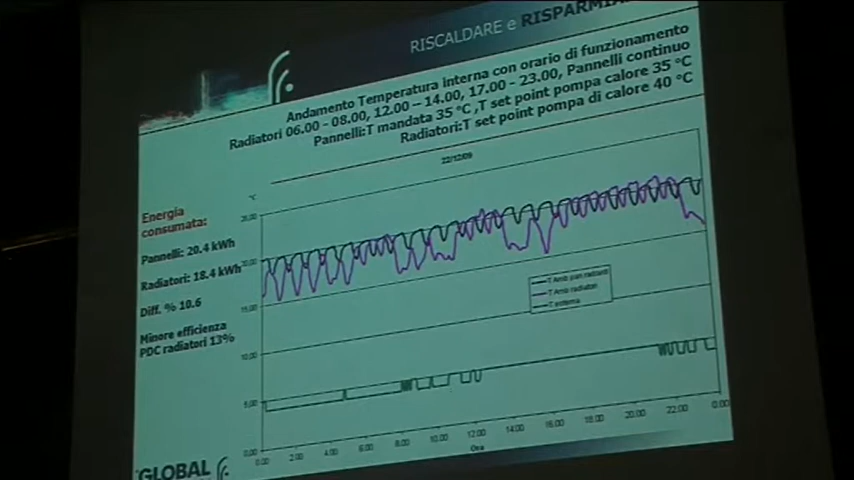 RISCALDARE e RISPARMIA
Andamento Temperatura interna con orario di funzionamento
Radiatori 06.00 - 08.00, 12.00 - 14.00, 17.00 - 23.00, Pannelli continuo
Pannelli:T mandata 35 °C,T set point pompa calore 35 °C
Radiatori:T set point pompa di calore 40 °C
22/12/09
°C
Energia
consumata:
Pannelli: 20.4 kWh
Radiatori: 18.4 kWh
Diff. % 10.6
Minore efficienza
PDC radiatori 13%
25,00
20,00
15,00
10,00
5,00
0,00
T Amb pan radianti
T Amb radiatori
T esterna
0.00 2.00 4.00 6.00 8.00 10.00 12.00 14.00 16.00 18.00 20.00 22.00 0.00
Ora
GLOBAL